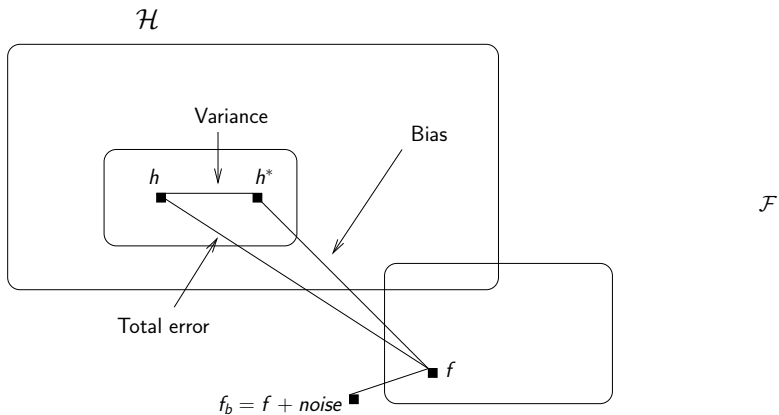 ℋ
Variance
Bias
h
h*
ℱ
Total error
f
f_b = f + noise